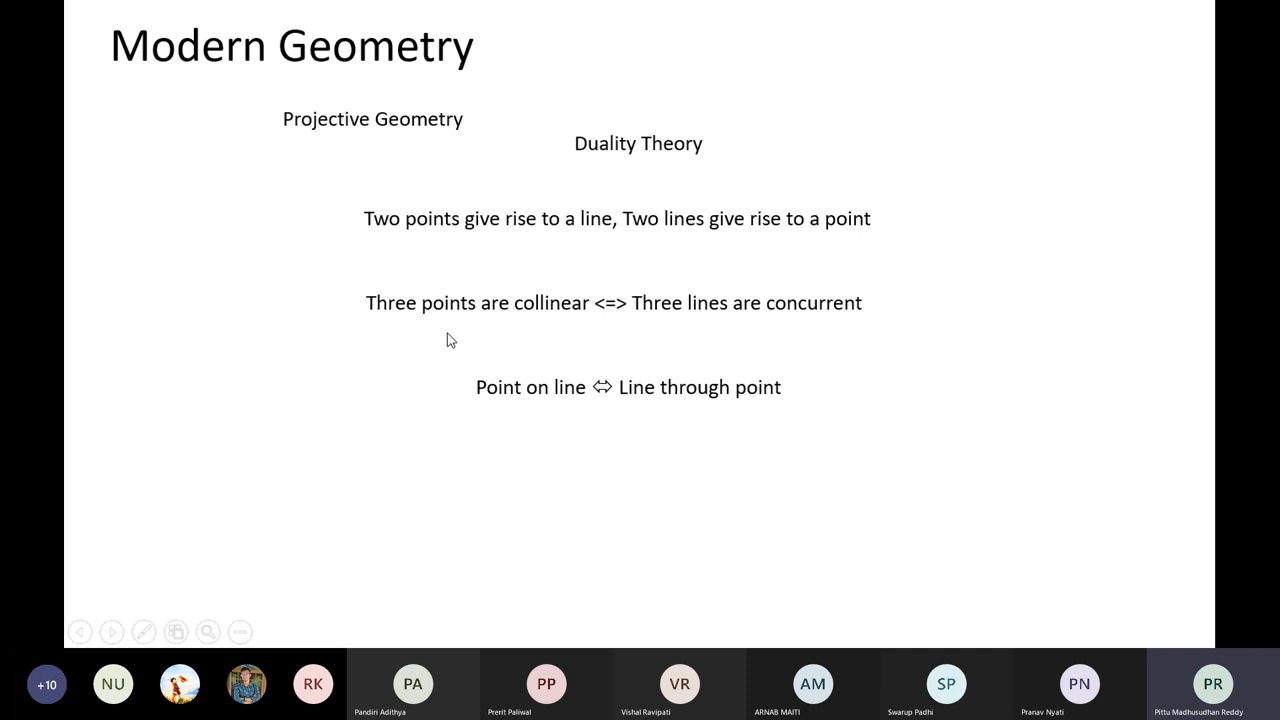 Modern Geometry
Projective Geometry
Duality Theory
Two points give rise to a line, Two lines give rise to a point
Three points are collinear <=> Three lines are concurrent
Point on line ⇔ Line through point
+10
NU
RK
PA
PP
VR
AM
SP
PN
PR
Pandiri Adithya
Prerit Paliwal
Vishal Ravipati
ARNAB MAITI
Swarup Padhi
Pranav Nyati
Pittu Madhusudhan Reddy